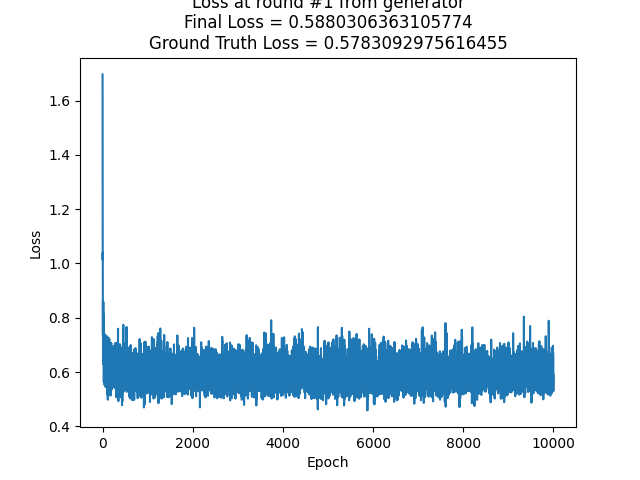 Loss at round #1 from generator
Final Loss = 0.5880306363105774
Ground Truth Loss = 0.5783092975616455
1.6
1.4
1.2
1.0
0.8
0.6
0.4
Loss
0
2000
4000
6000
8000
10000
Epoch